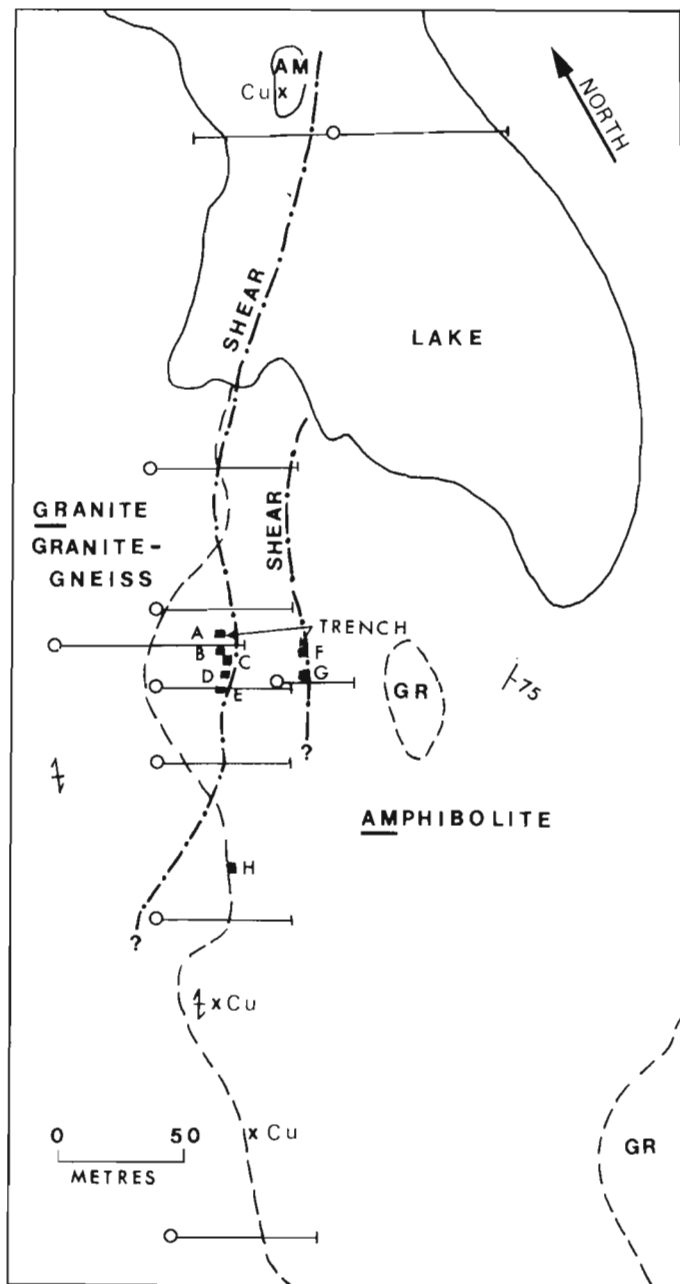 AM
Cu x
NORTH
SHEAR
LAKE
SHEAR
GRANITE
GRANITE-
GNEISS
TRENCH
A
B
C
D
E
F
G
GR
75
?
AMPHIBOLITE
H
?
x Cu
0 50
METRES
x Cu
GR